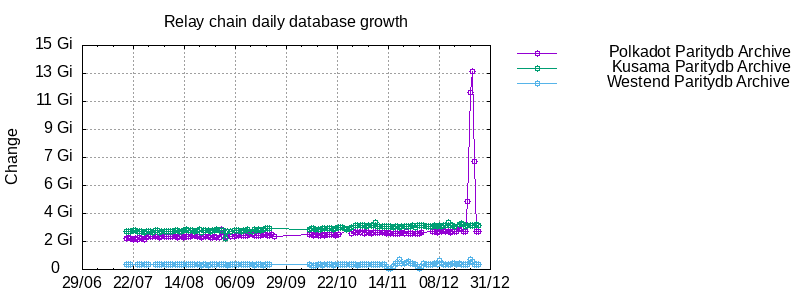 Relay chain daily database growth
15 Gi
13 Gi
11 Gi
9 Gi
7 Gi
6 Gi
4 Gi
2 Gi
0
Change
29/06 22/07 14/08 06/09 29/09 22/10 14/11 08/12 31/12
Polkadot Paritydb Archive
Kusama Paritydb Archive
Westend Paritydb Archive